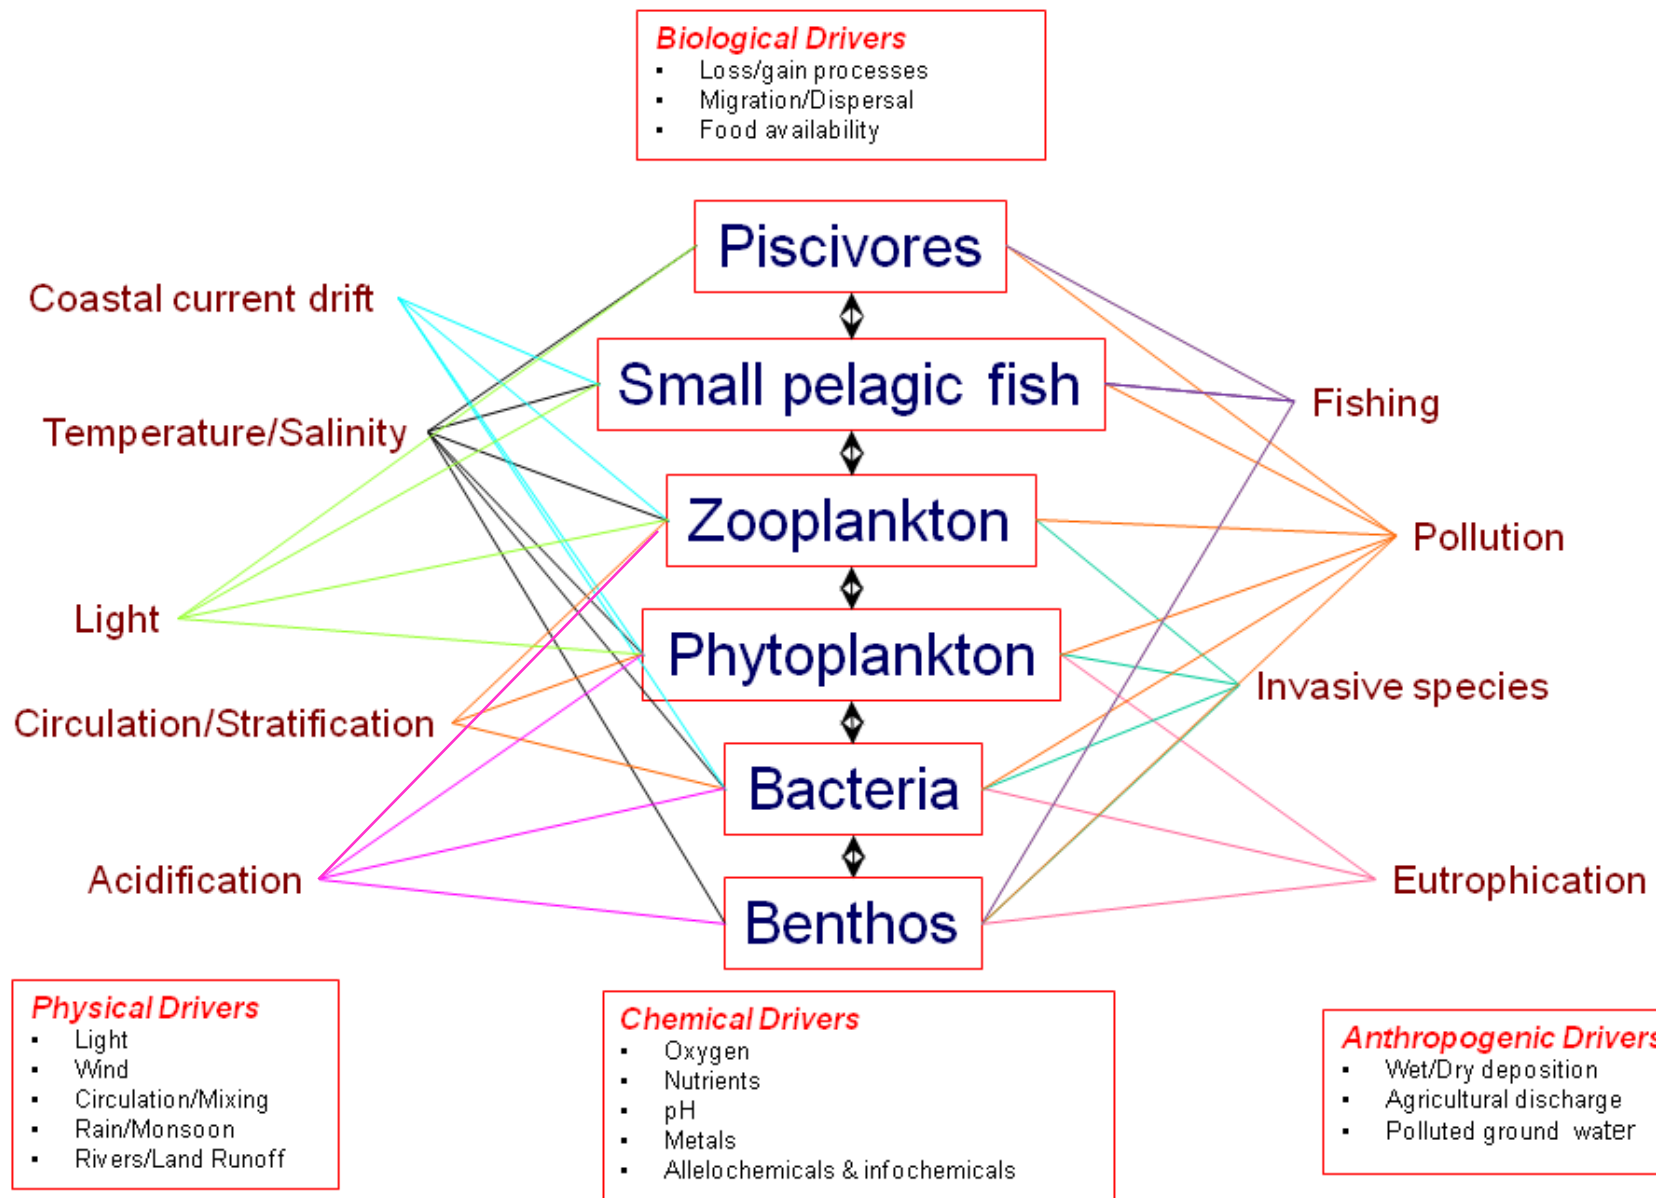 Biological Drivers
▪ Loss/gain processes
▪ Migration/Dispersal
▪ Food availability
Piscivores
Coastal current drift
Small pelagic fish
Fishing
Temperature/Salinity
Zooplankton
Pollution
Light
Phytoplankton
Invasive species
Circulation/Stratification
Bacteria
Acidification
Eutrophication
Benthos
Physical Drivers
▪ Light
▪ Wind
▪ Circulation/Mixing
▪ Rain/Monsoon
▪ Rivers/Land Runoff
Chemical Drivers
▪ Oxygen
▪ Nutrients
▪ pH
▪ Metals
▪ Allelochemicals & infochemicals
Anthropogenic Drivers
▪ Wet/Dry deposition
▪ Agricultural discharge
▪ Polluted ground water